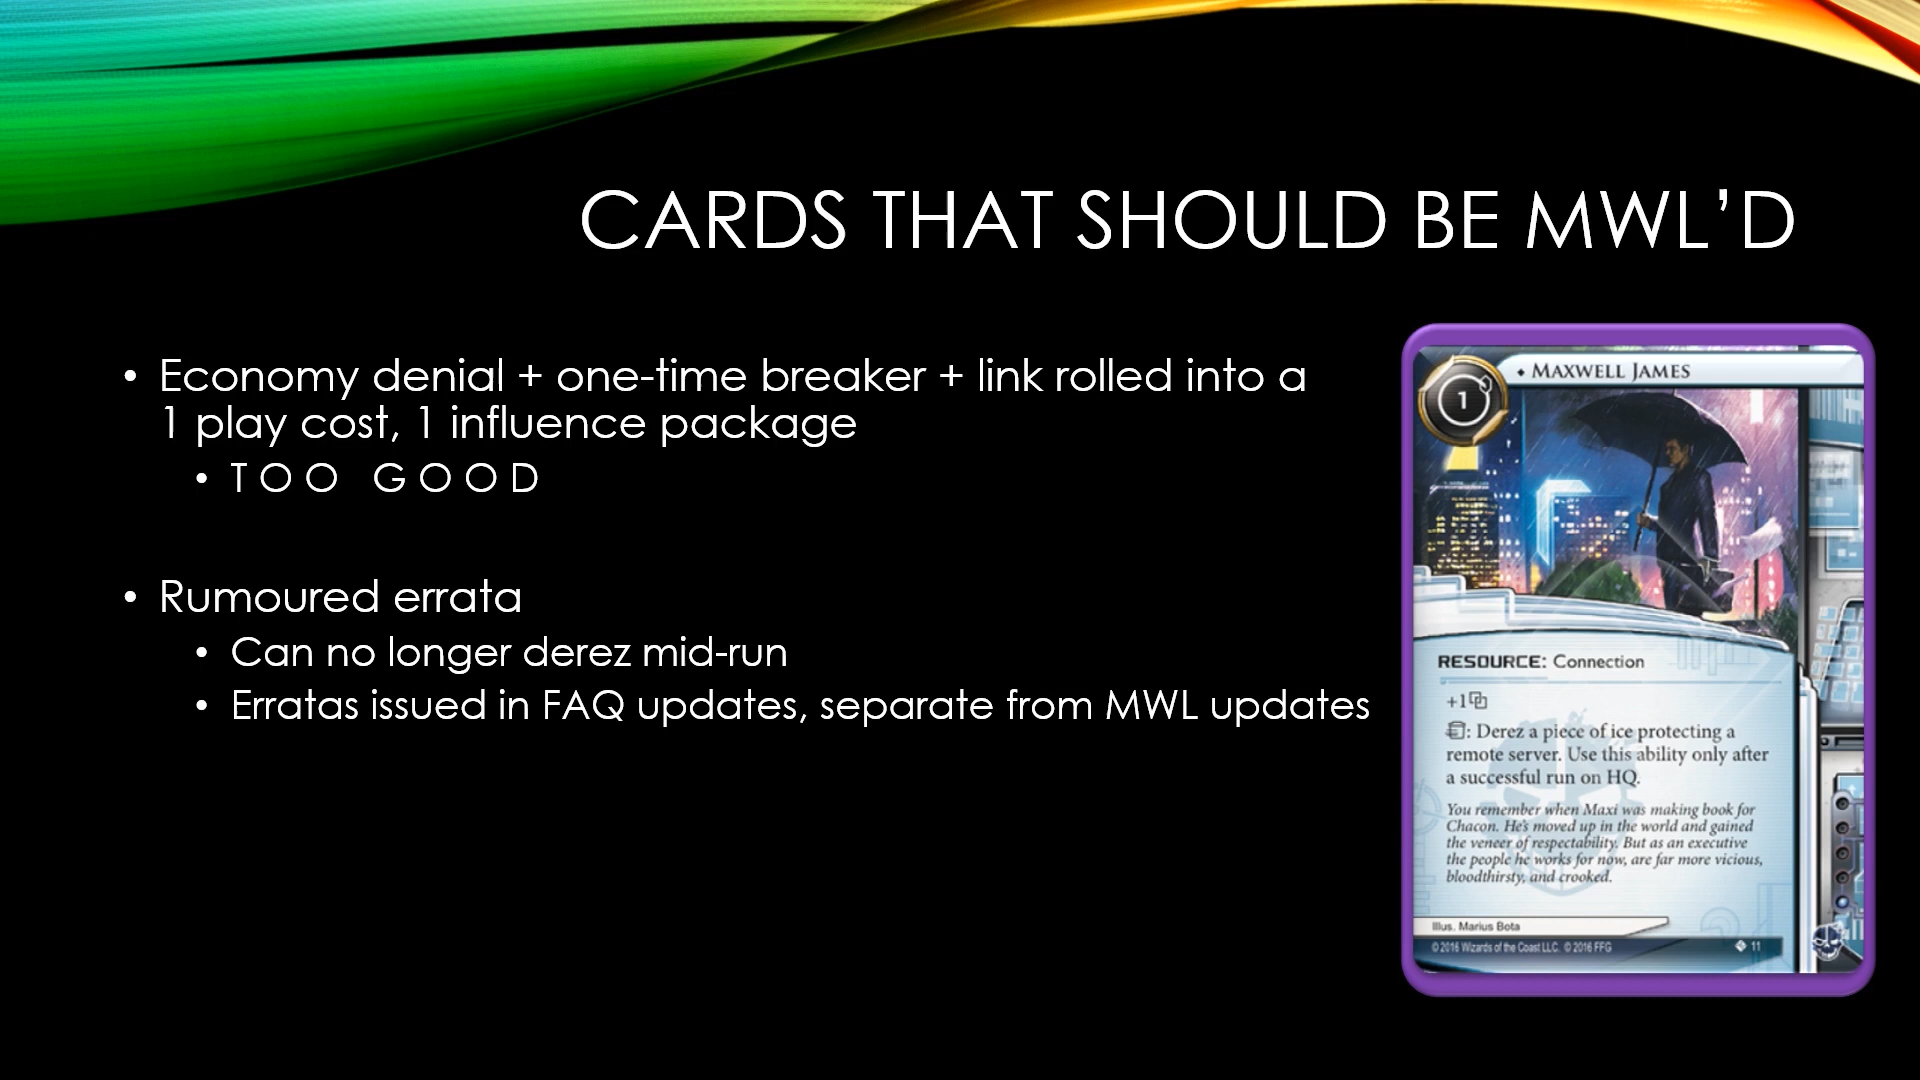 CARDS THAT SHOULD BE MWL’D
• Economy denial + one-time breaker + link rolled into a
1 play cost, 1 influence package
• T O O   G O O D
• Rumoured errata
• Can no longer derez mid-run
• Erratas issued in FAQ updates, separate from MWL updates
1
♦ MAXWELL JAMES
RESOURCE: Connection
+1
: Derez a piece of ice protecting a
remote server. Use this ability only after
a successful run on HQ.
You remember when Maxi was making book for
Chacon. He's moved up in the world and gained
the veneer of respectability. But as an executive
the people he works for now, are far more vicious,
bloodthirsty, and crooked.
Illus. Marius Bota
© 2016 Wizards of the Coast LLC. © 2016 FFG
11